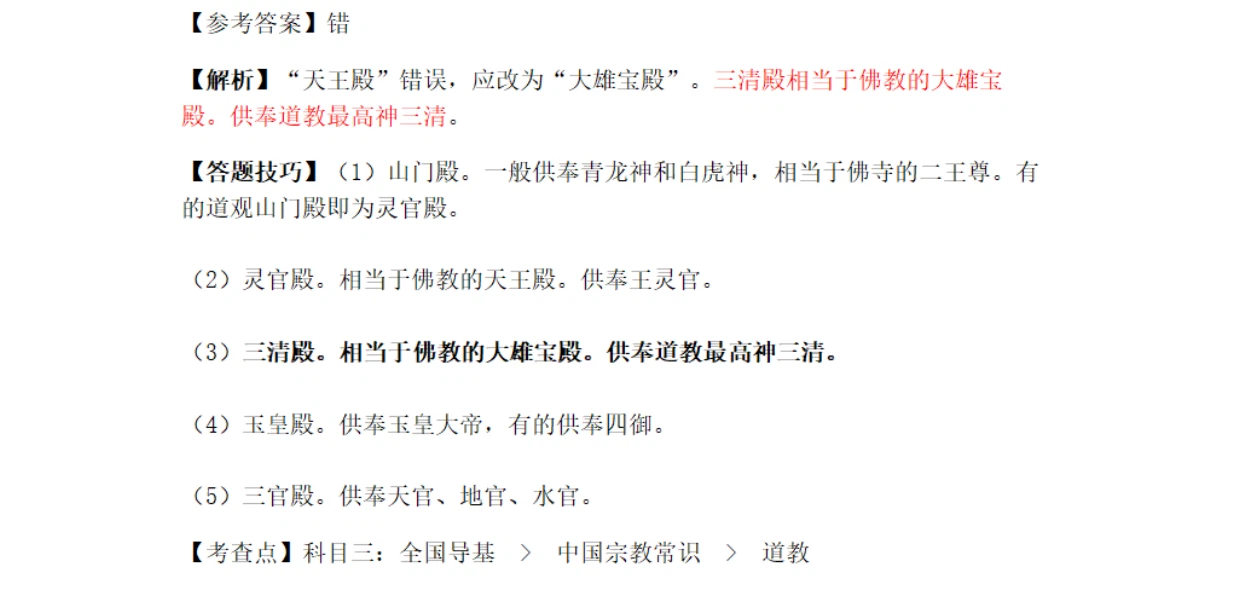 【参考答案】错
【解析】“天王殿”错误，应改为“大雄宝殿”。三清殿相当于佛教的大雄宝
殿。供奉道教最高神三清。
【答题技巧】（1）山门殿。一般供奉青龙神和白虎神，相当于佛寺的二王尊。有
的道观山门殿即为灵官殿。
（2）灵官殿。相当于佛教的天王殿。供奉王灵官。
（3）三清殿。相当于佛教的大雄宝殿。供奉道教最高神三清。
（4）玉皇殿。供奉玉皇大帝，有的供奉四御。
（5）三官殿。供奉天官、地官、水官。
【考查点】科目三：全国导基 > 中国宗教常识 > 道教